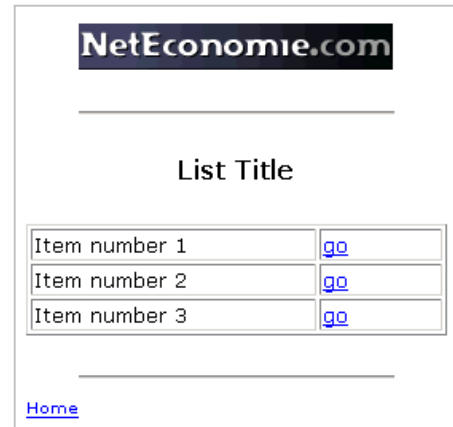 NetEconomie.com
List Title
Item number 1 go
Item number 2 go
Item number 3 go
Home